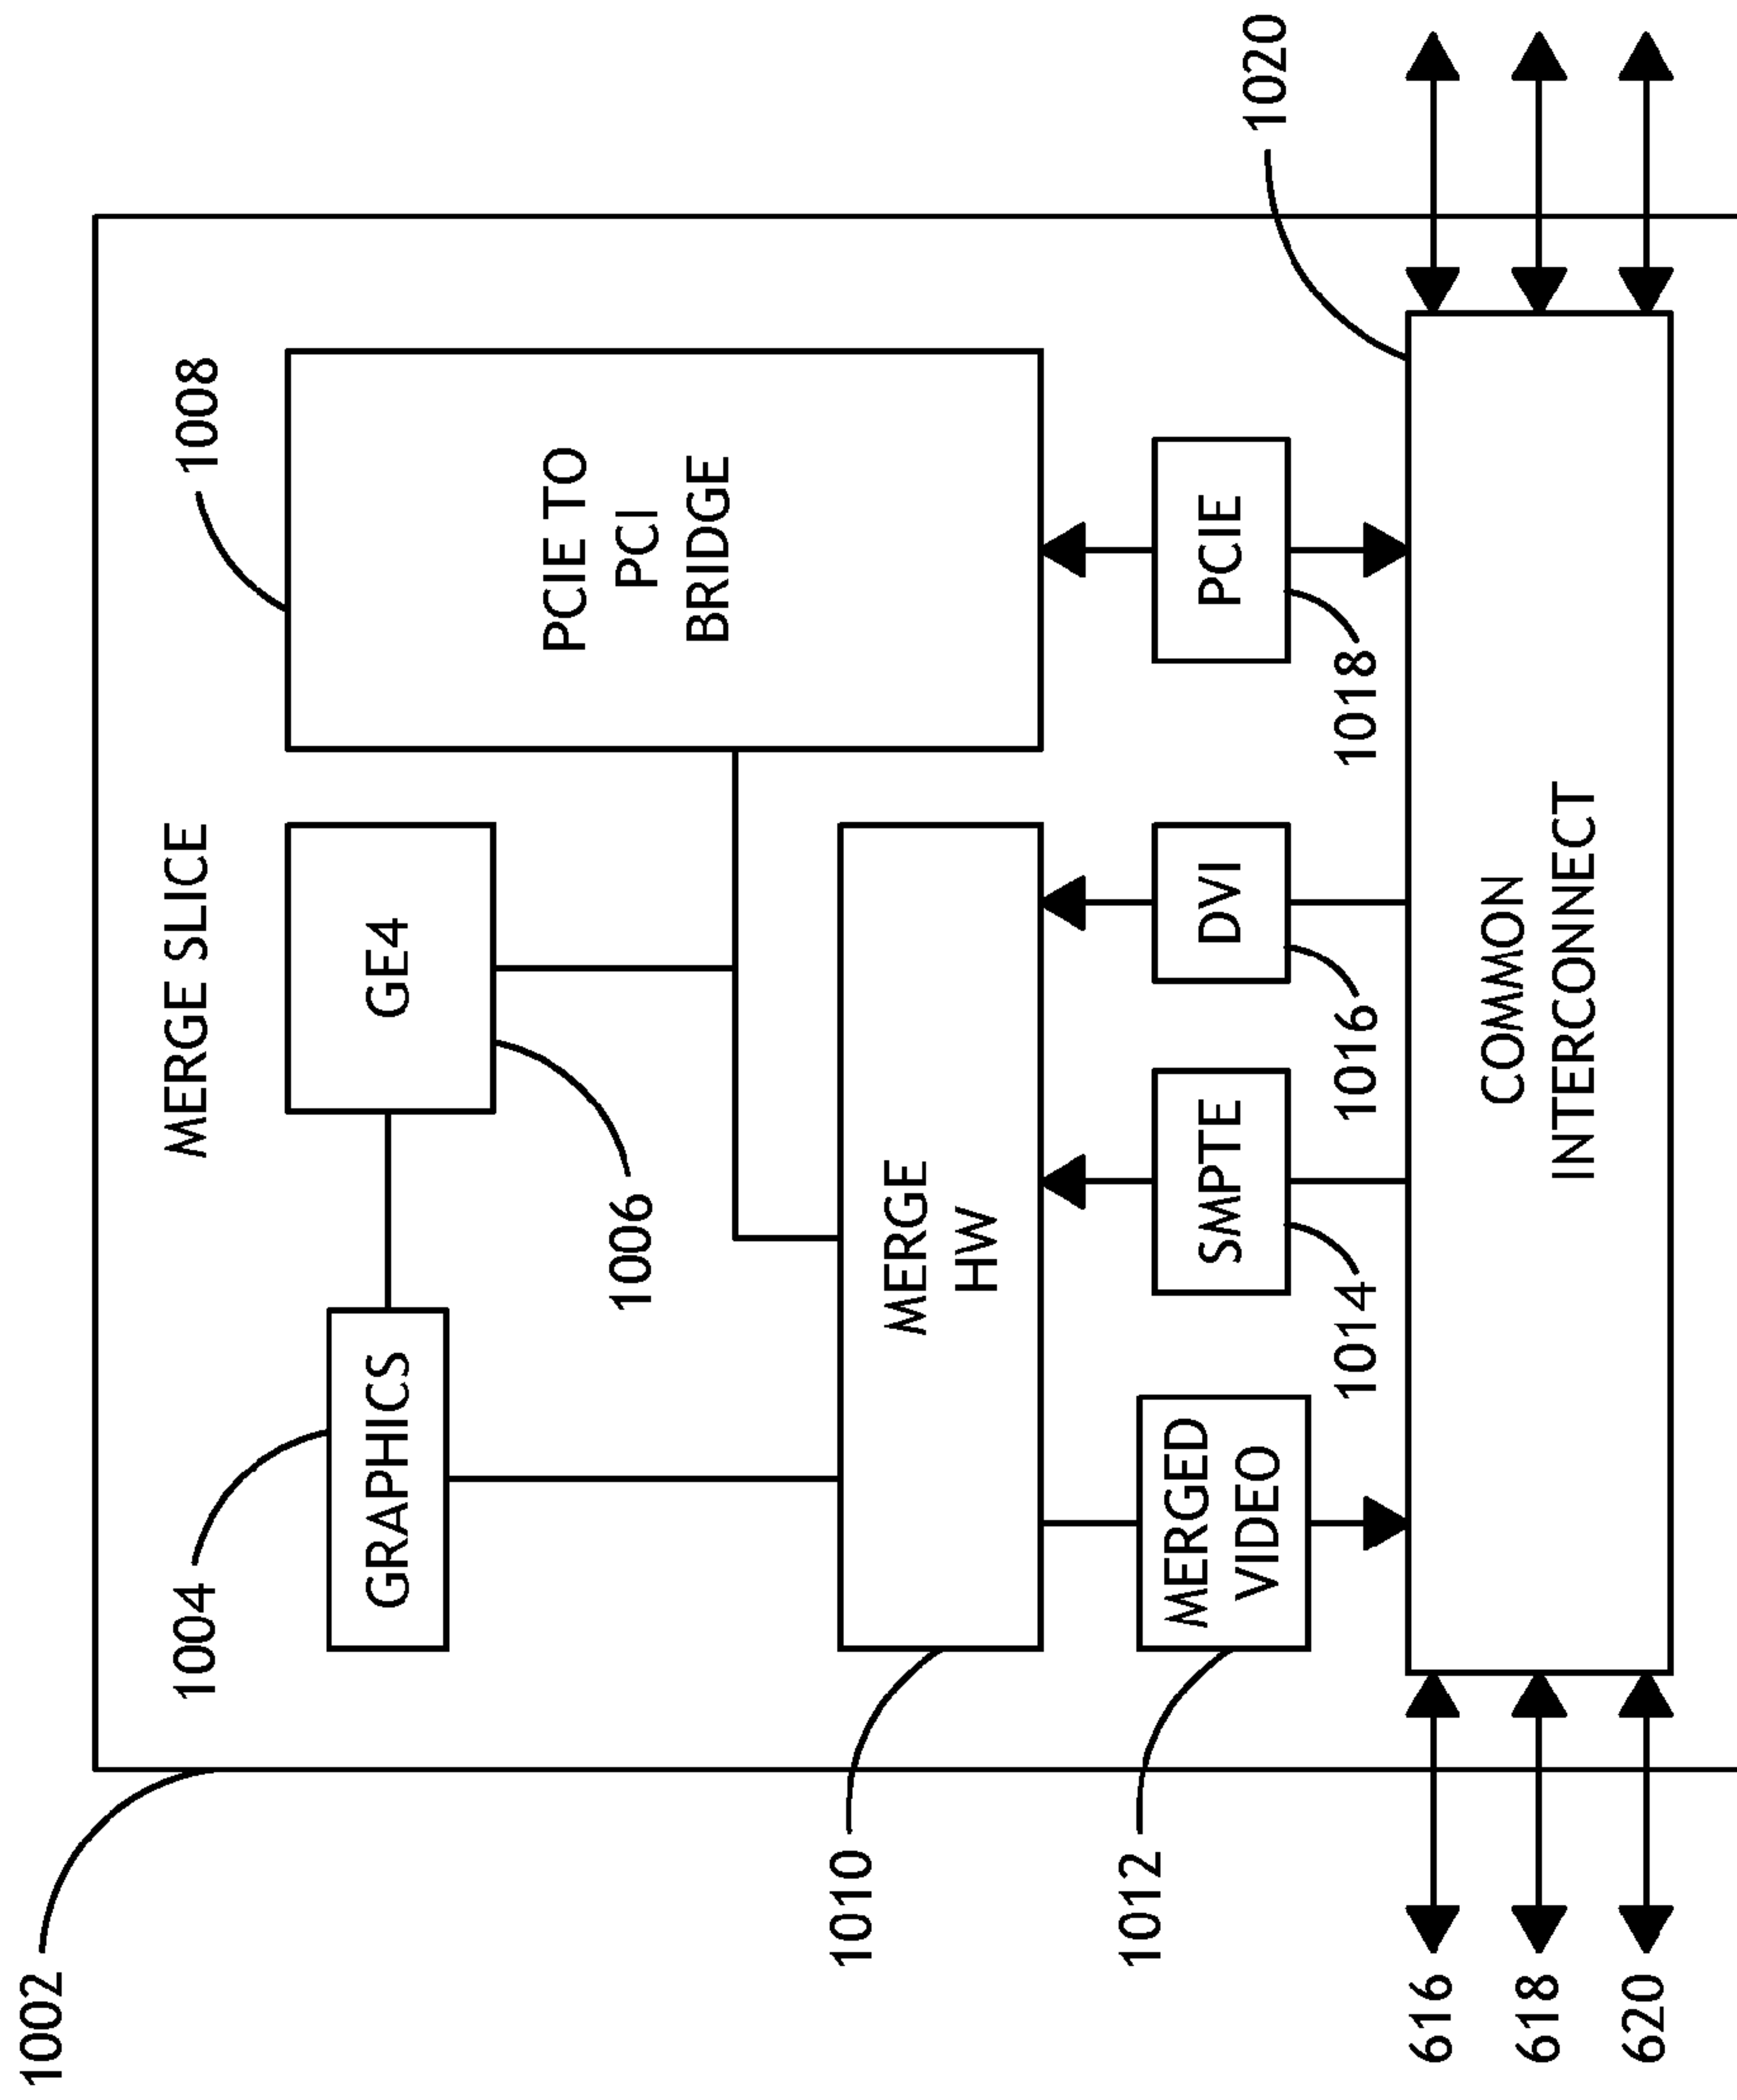 1002
MERGE SLICE
1004
GRAPHICS
GE4
1006
1008
PCIE TO
PCI
BRIDGE
1010
MERGE
HW
1012
MERGED
VIDEO
SMPTE
1014
DVI
1016
PCIE
1018
1020
COMMON
INTERCONNECT
616
618
620